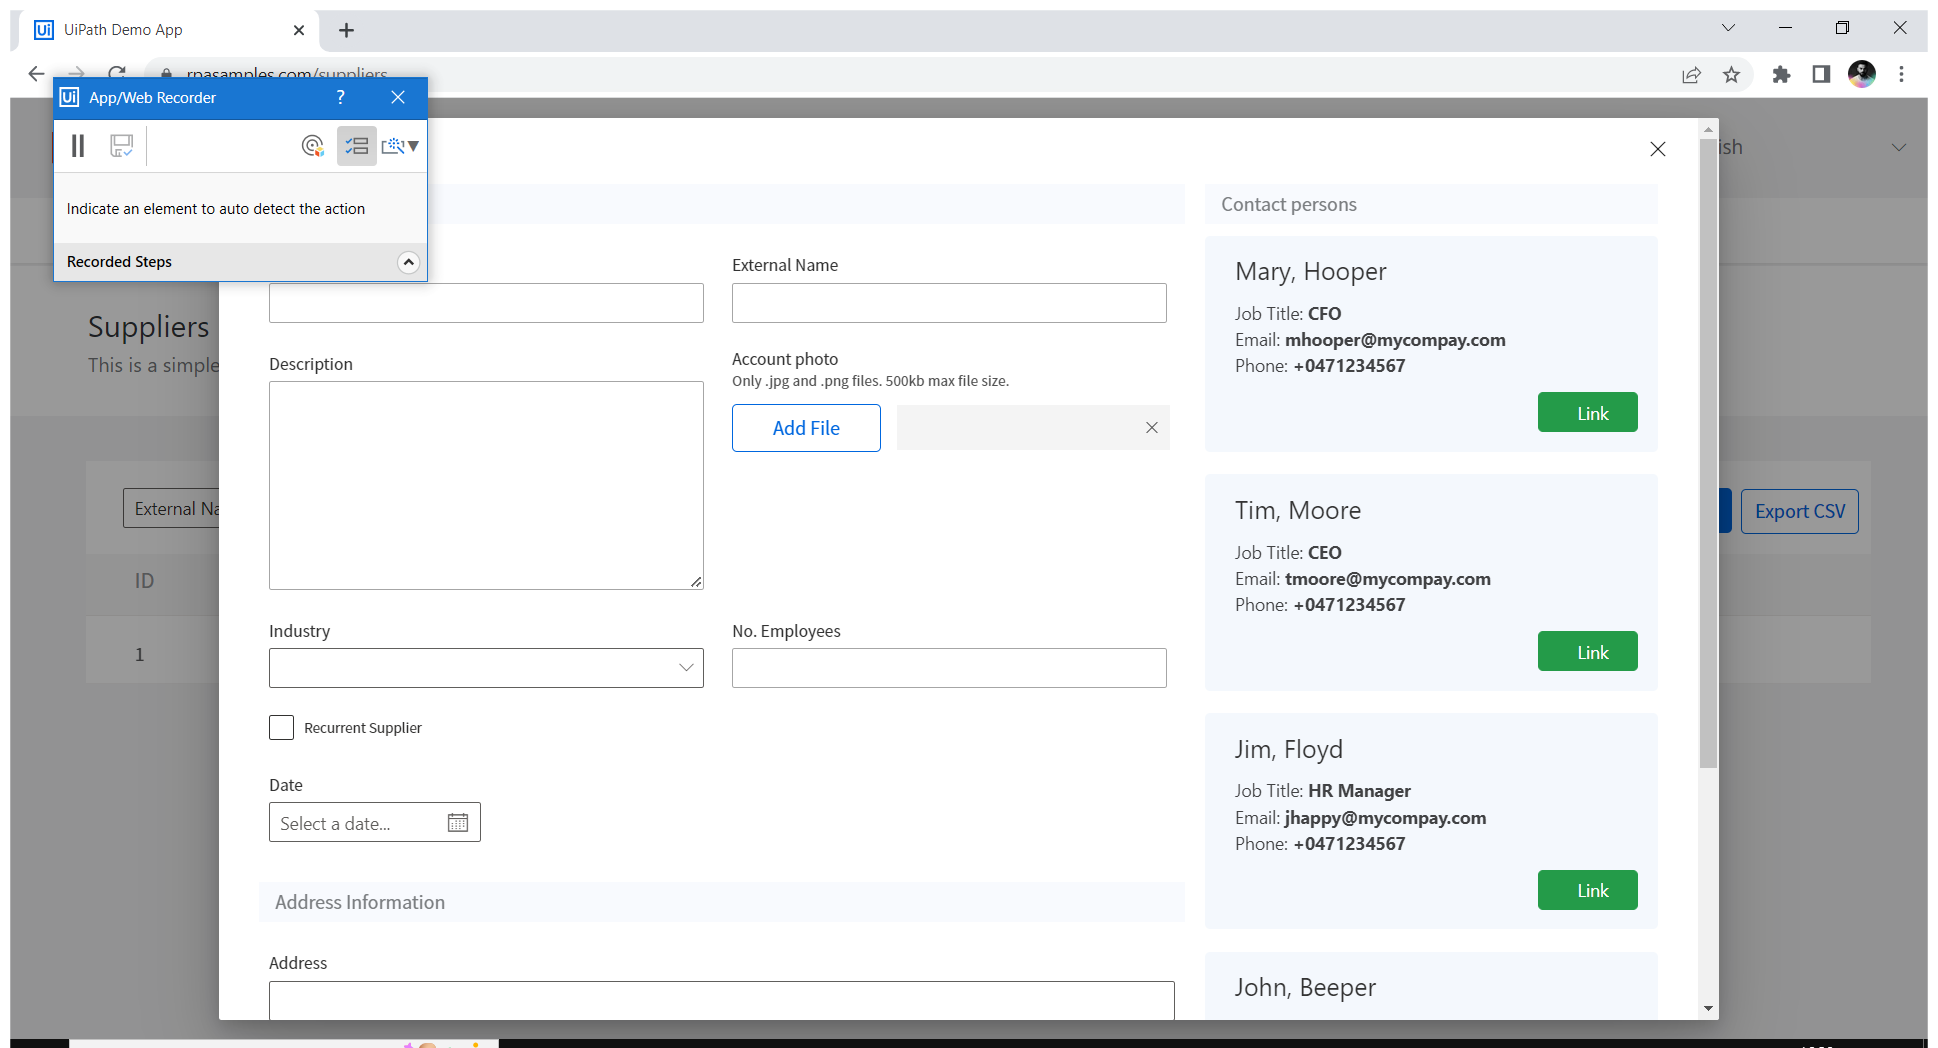 Ui UiPath Demo App
rpasamples.com/suppliers
Ui App/Web Recorder ?
Indicate an element to auto detect the action
Recorded Steps
Suppliers
This is a simple
External Na
Export CSV
ID
1
External Name
Description
Account photo
Only .jpg and .png files. 500kb max file size.
Add File
Industry
No. Employees
Recurrent Supplier
Date
Select a date...
Address Information
Address
Contact persons
Mary, Hooper
Job Title: CFO
Email: mhooper@mycompay.com
Phone: +0471234567
Link
Tim, Moore
Job Title: CEO
Email: tmoore@mycompay.com
Phone: +0471234567
Link
Jim, Floyd
Job Title: HR Manager
Email: jhappy@mycompay.com
Phone: +0471234567
Link
John, Beeper
ish